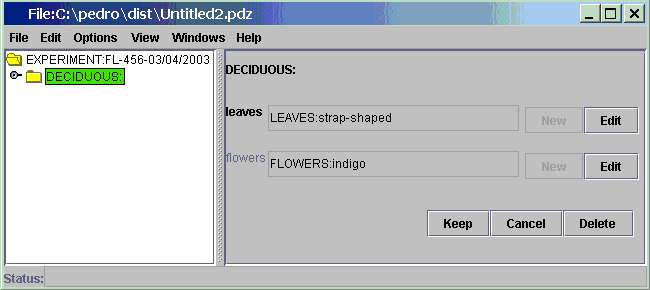 File:C:\pedro\dist\Untitled2.pdz
File Edit Options View Windows Help
EXPERIMENT:FL-456-03/04/2003
DECIDUOUS:
DECIDUOUS:
leaves LEAVES:strap-shaped New Edit
flowers FLOWERS:indigo New Edit
Keep Cancel Delete
Status: